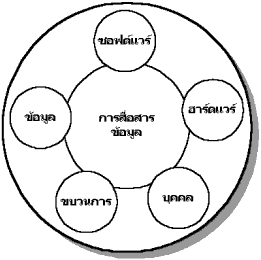 ซอฟต์แวร์
ข้อมูล
การสื่อสาร
ข้อมูล
ฮาร์ดแวร์
ขบวนการ
บุคคล